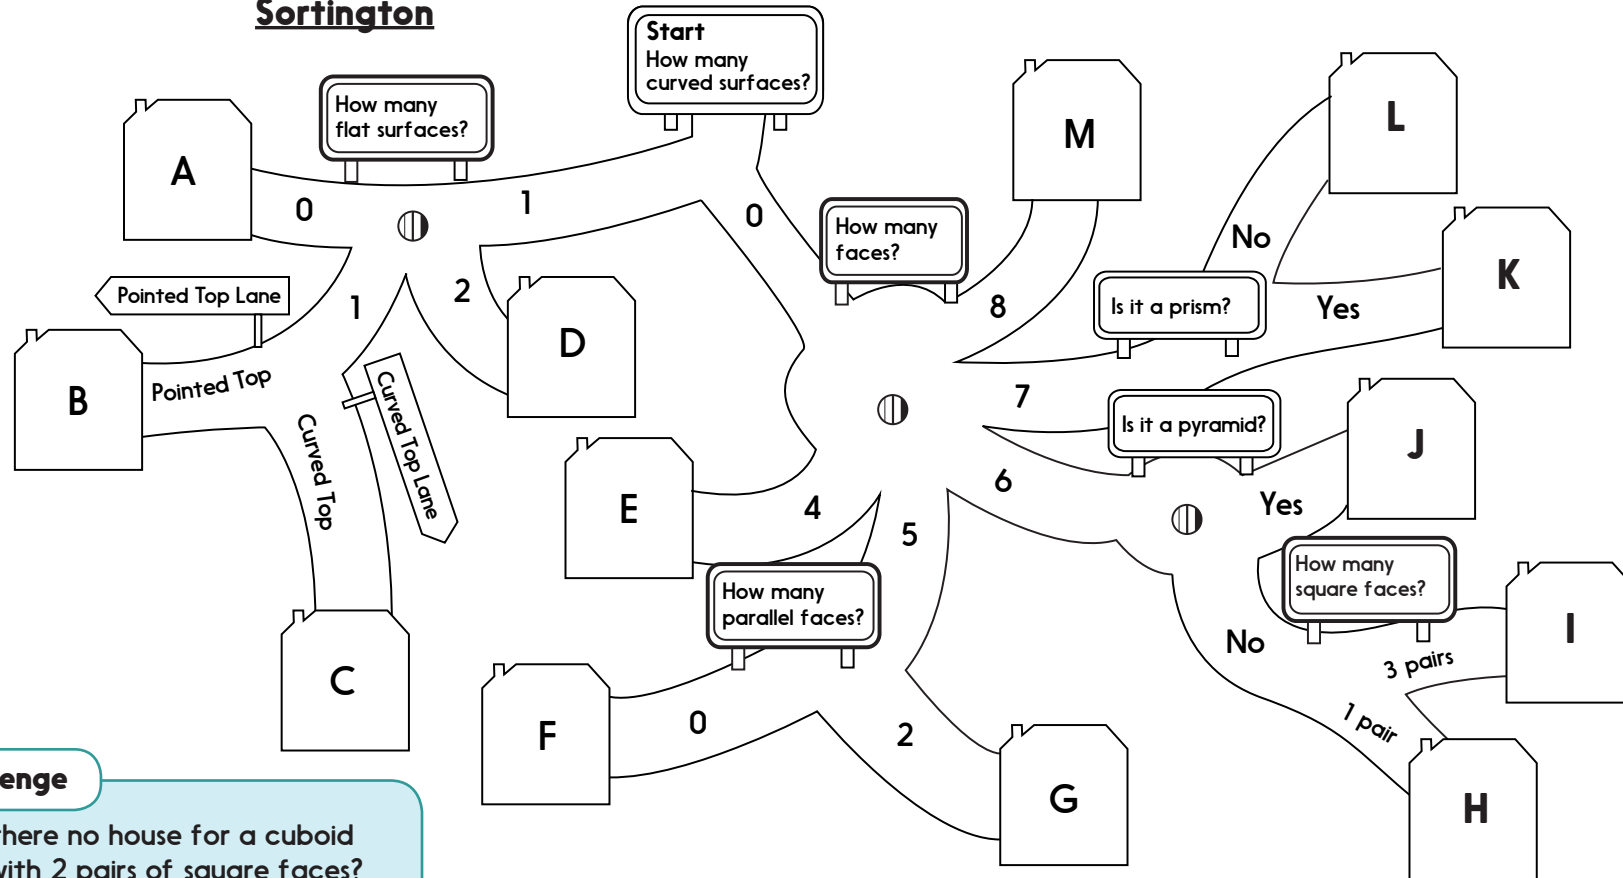 Sortington
Start
How many
curved surfaces?
How many
flat surfaces?
A
0
1
0
How many
faces?
M
L
No
K
Is it a prism?
Yes
8
7
Pointed Top Lane
1
2
D
B
Pointed Top
Curved Top
Curved Top Lane
C
E
4
5
6
Is it a pyramid?
J
Yes
How many
square faces?
No
I
3 pairs
1 pair
H
How many
parallel faces?
F
0
2
G
enge
here no house for a cuboid
with 2 pairs of square faces?